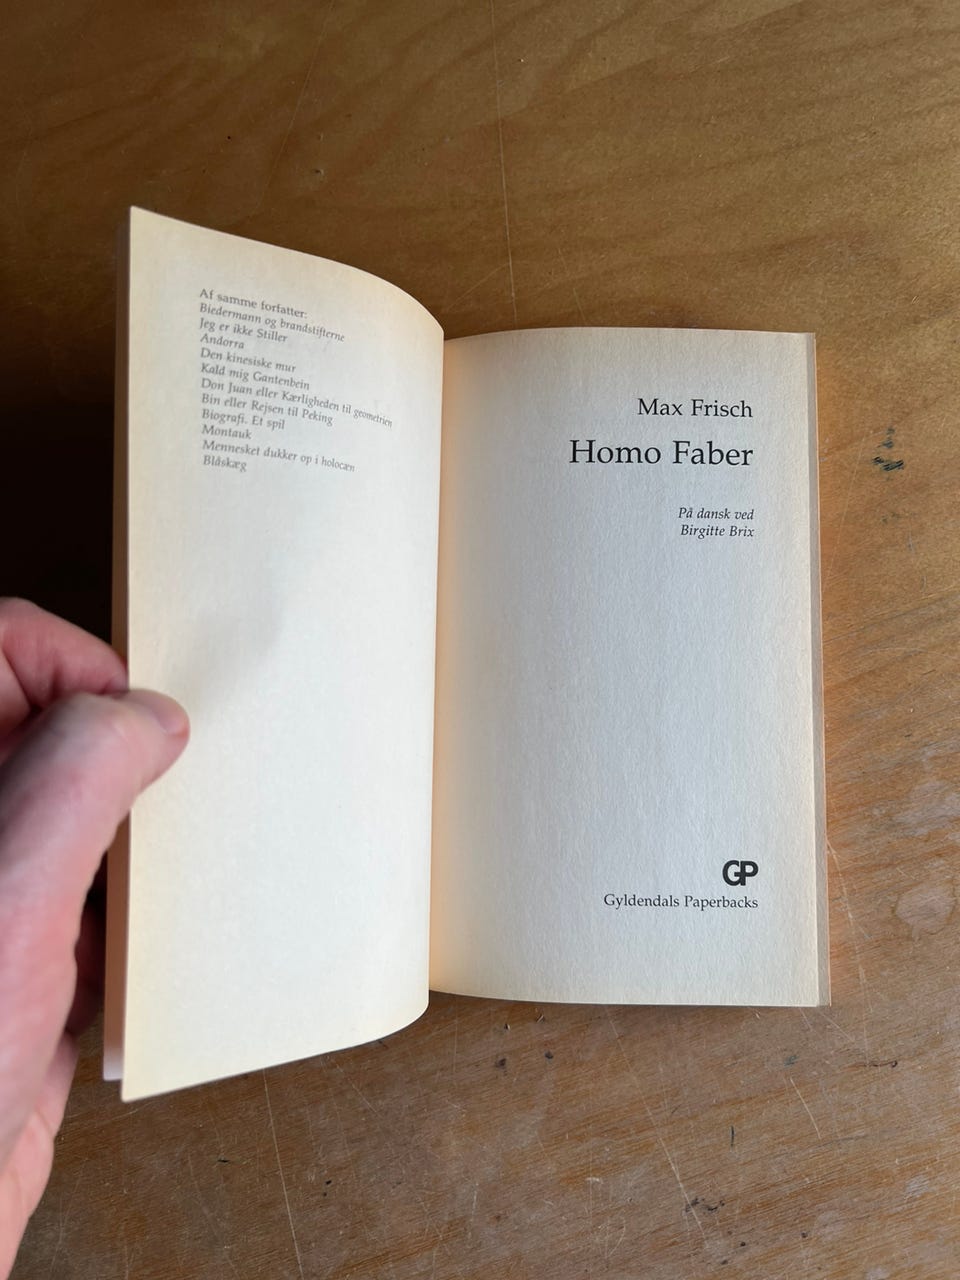 Af samme forfatter:
Biedermann og brandstifterne
Jeg er ikke Stiller
Andorra
Den kinesiske mur
Kald mig Gantenbein
Don Juan eller Kærligheden til geometrien
Bin eller Rejsen til Peking
Biografi. Et spil
Montauk
Mennesket dukker op i holocæn
Blåskæg
Max Frisch
Homo Faber
På dansk ved
Birgitte Brix
GP
Gyldendals Paperbacks